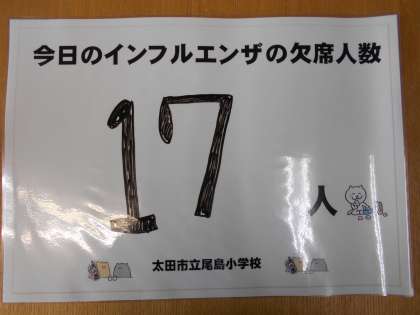 今日のインフルエンザの欠席人数
17
人
太田市立尾島小学校